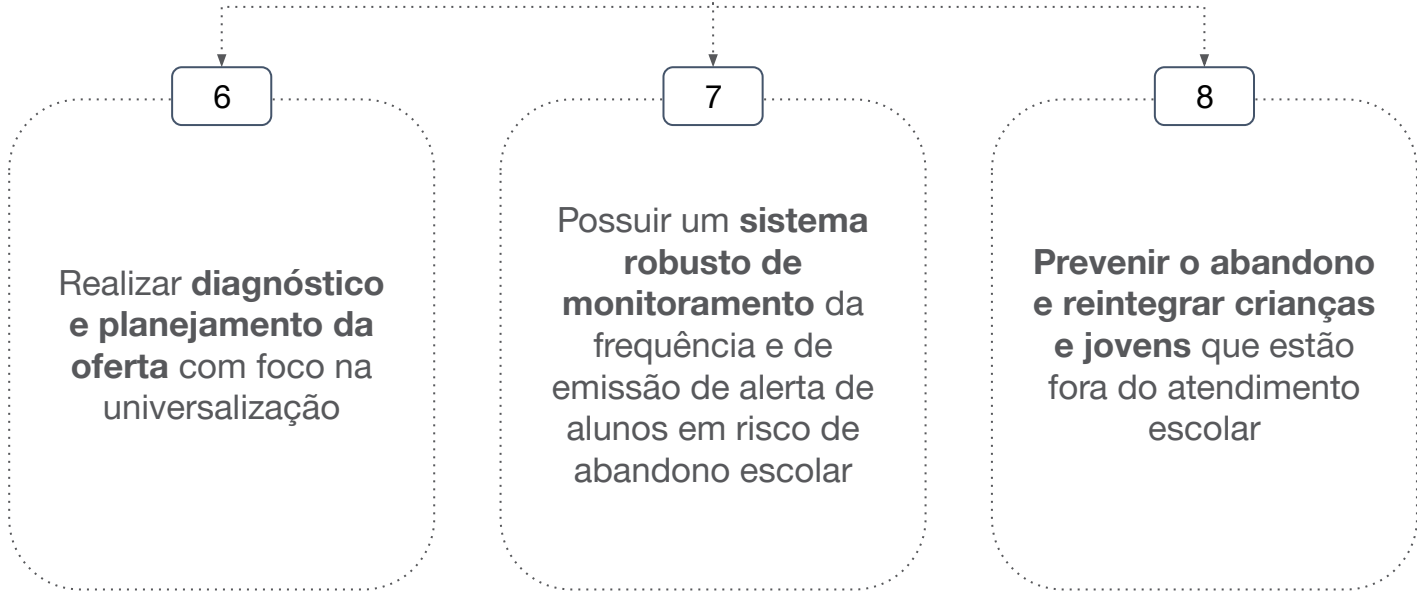 6
Realizar diagnóstico
e planejamento da
oferta com foco na
universalização
7
Possuir um sistema
robusto de
monitoramento da
frequência e de
emissão de alerta de
alunos em risco de
abandono escolar
8
Prevenir o abandono
e reintegrar crianças
e jovens que estão
fora do atendimento
escolar